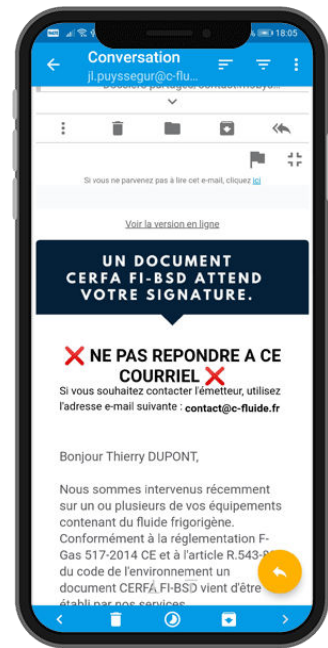 18:05
Conversation
jl.puyssegur@c-flu...
Si vous ne parvenez pas à lire cet e-mail, cliquez ici
Voir la version en ligne
UN DOCUMENT
CERFA FI-BSD ATTEND
VOTRE SIGNATURE.
❌ NE PAS REPONDRE A CE
COURRIEL ❌
Si vous souhaitez contacter l'émetteur, utilisez
l'adresse e-mail suivante : contact@c-fluide.fr
Bonjour Thierry DUPONT,
Nous sommes intervenus récemment
sur un ou plusieurs de vos équipements
contenant du fluide frigorigène.
Conformément à la réglementation F-
Gas 517-2014 CE et à l'article R.543-
du code de l'environnement un
document CERFA FI-BSD vient d'être
établi par nos services